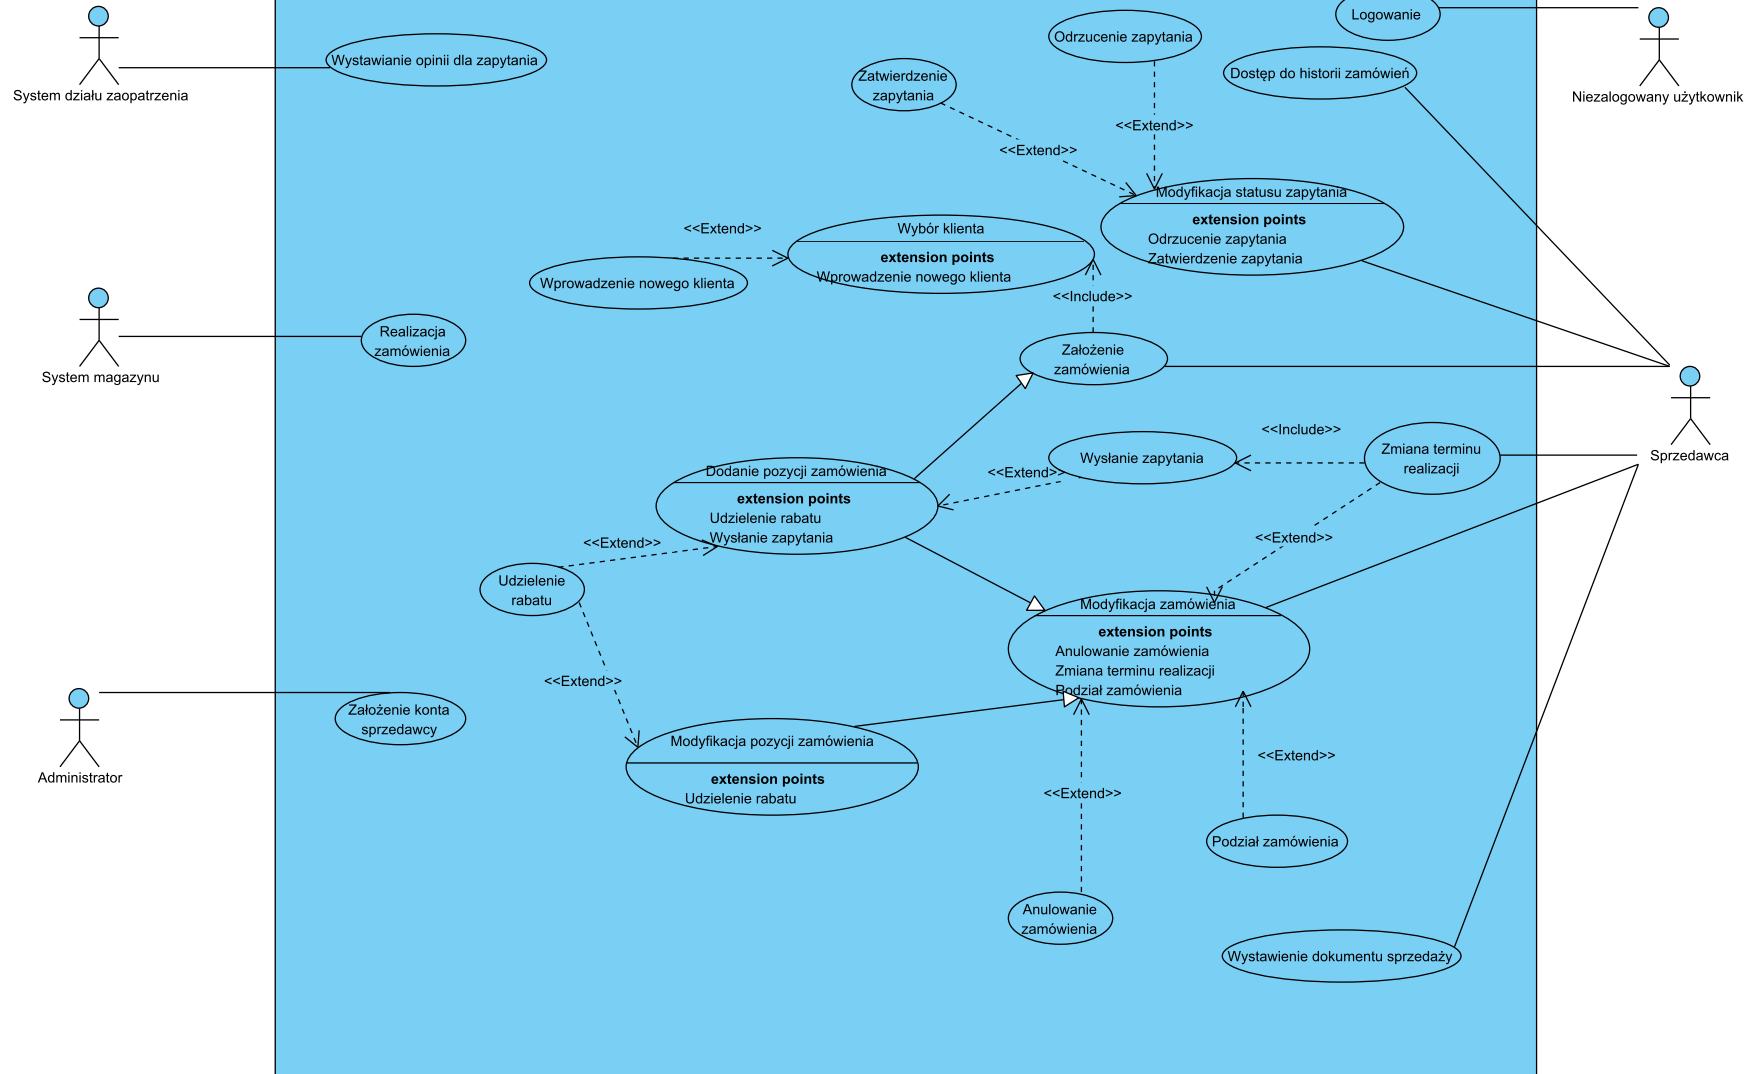 Logowanie
Odrzucenie zapytania
Wystawianie opinii dla zapytania
Dostęp do historii zamówień
Zatwierdzenie
zapytania
System działu zaopatrzenia
Niezalogowany użytkownik
<<Extend>>
<<Extend>>
Modyfikacja statusu zapytania
extension points
Odrzucenie zapytania
Zatwierdzenie zapytania
<<Extend>>
Wybór klienta
extension points
Wprowadzenie nowego klienta
Wprowadzenie nowego klienta
<<Include>>
Realizacja
zamówienia
System magazynu
Założenie
zamówienia
<<Include>>
Zmiana terminu
realizacji
Sprzedawca
Wysłanie zapytania
<<Extend>>
Dodanie pozycji zamówienia
extension points
Udzielenie rabatu
Wysłanie zapytania
<<Extend>>
<<Extend>>
Udzielenie
rabatu
Modyfikacja zamówienia
extension points
Anulowanie zamówienia
Zmiana terminu realizacji
Podział zamówienia
<<Extend>>
Założenie konta
sprzedawcy
Administrator
Modyfikacja pozycji zamówienia
extension points
Udzielenie rabatu
<<Extend>>
<<Extend>>
Podział zamówienia
Anulowanie
zamówienia
Wystawienie dokumentu sprzedaży